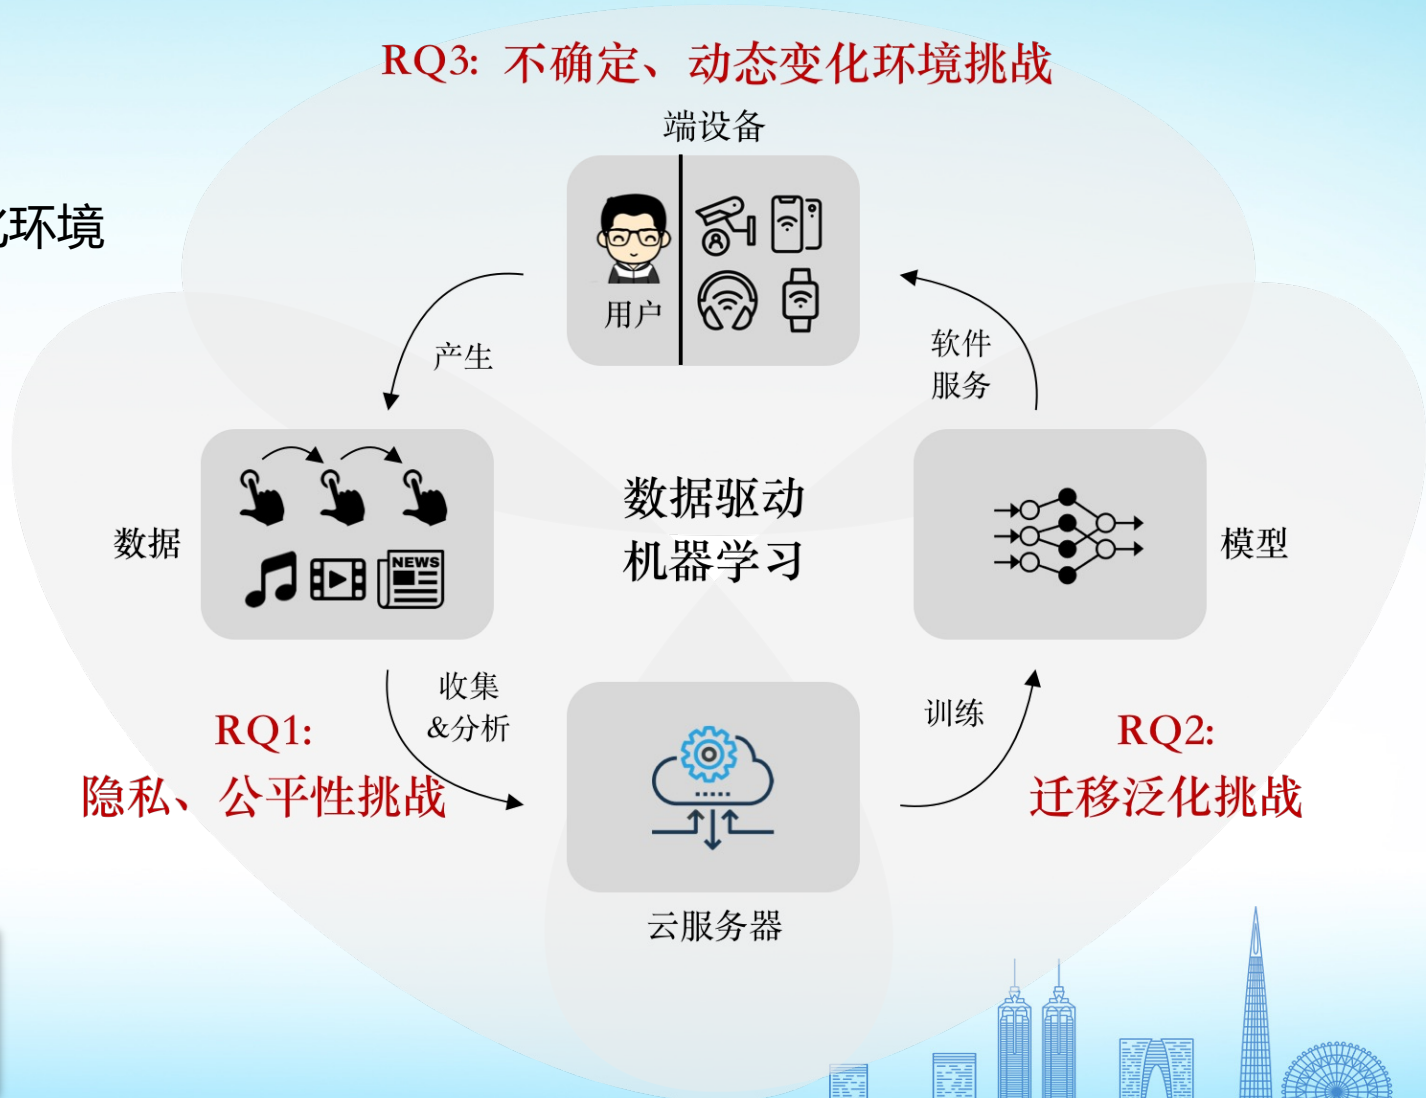 RQ3: 不确定、动态变化环境挑战
端设备
环境
用户
产生
软件
服务
数据
NEWS
数据驱动
机器学习
模型
收集
&分析
训练
RQ1:
隐私、公平性挑战
RQ2:
迁移泛化挑战
云服务器